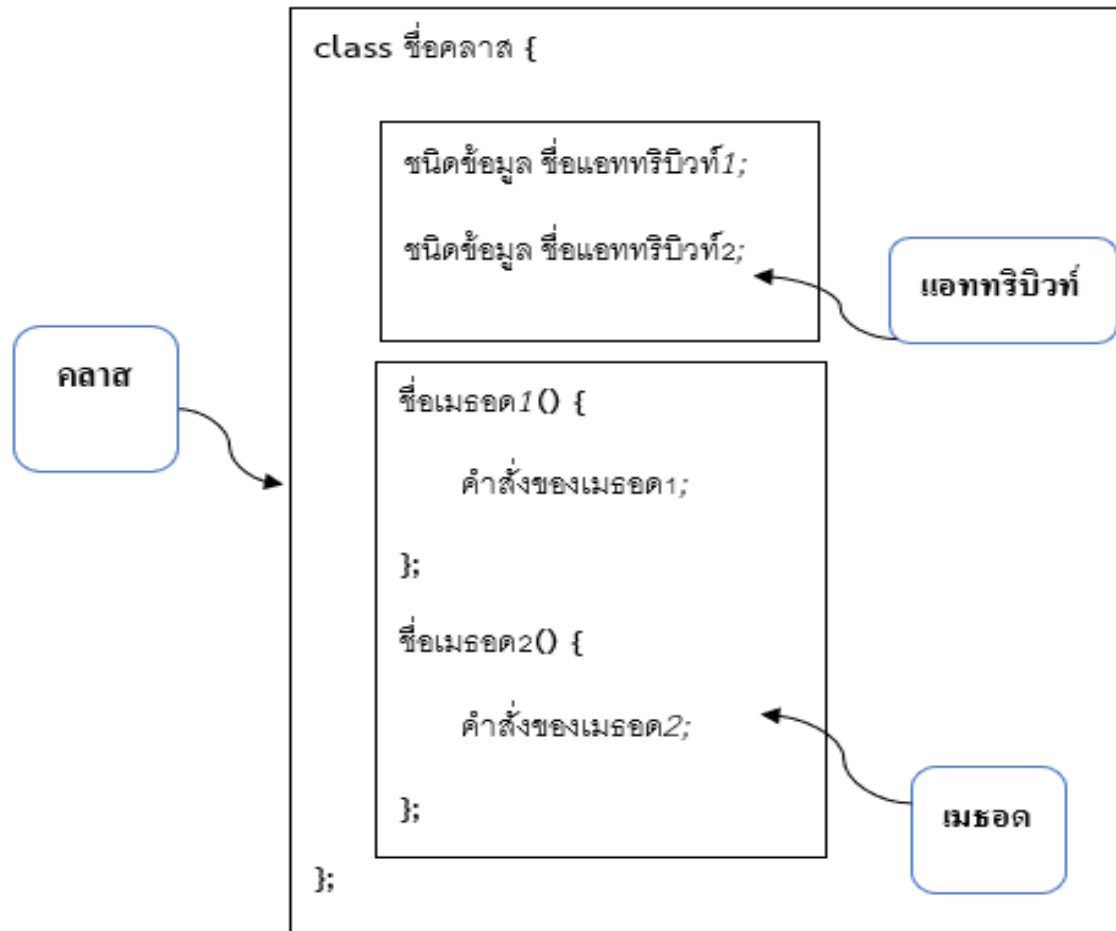 class ชื่อคลาส {
ชนิดข้อมูล ชื่อแอททริบิวท์1;
ชนิดข้อมูล ชื่อแอททริบิวท์2;
แอททริบิวท์
คลาส
ชื่อเมธอด1() {
คำสั่งของเมธอด1;
};
ชื่อเมธอด2() {
คำสั่งของเมธอด2;
};
เมธอด
};